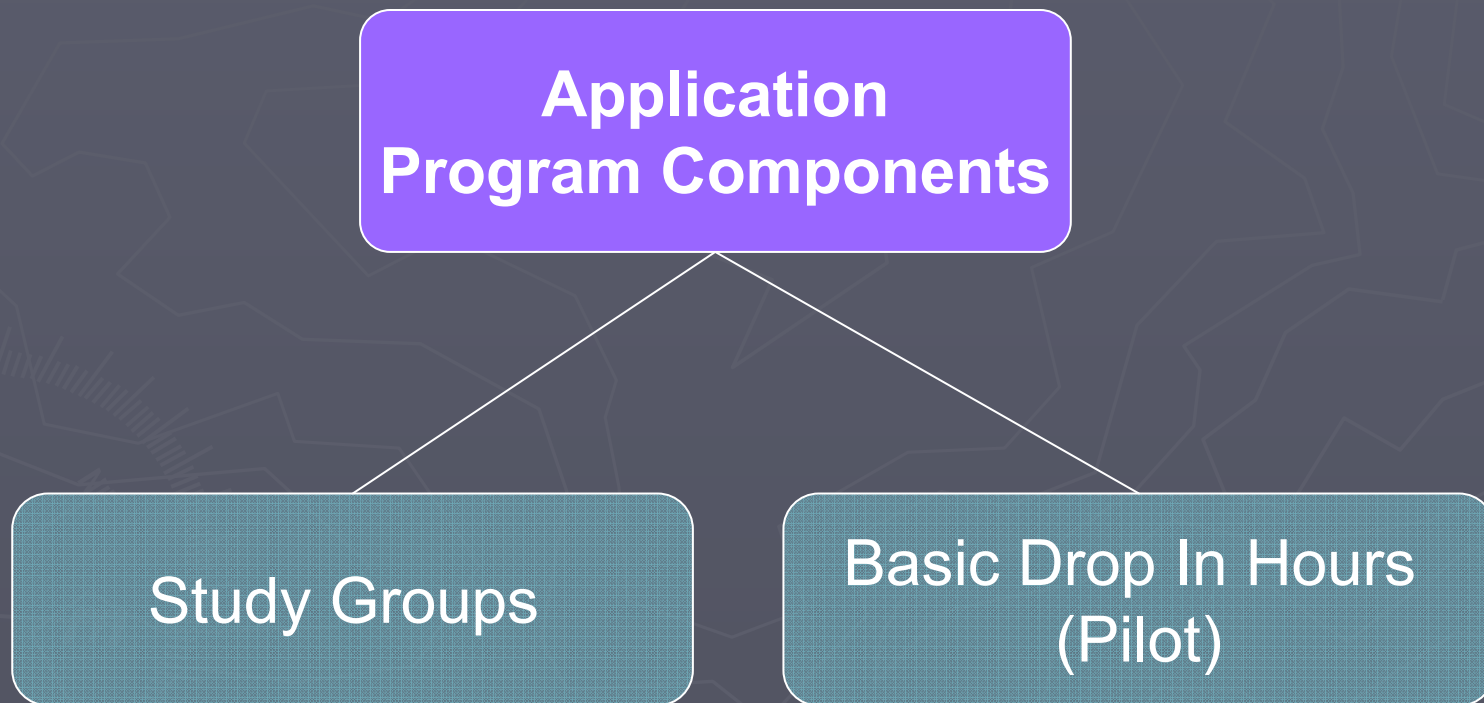 Application
Program Components
Study Groups
Basic Drop In Hours
(Pilot)